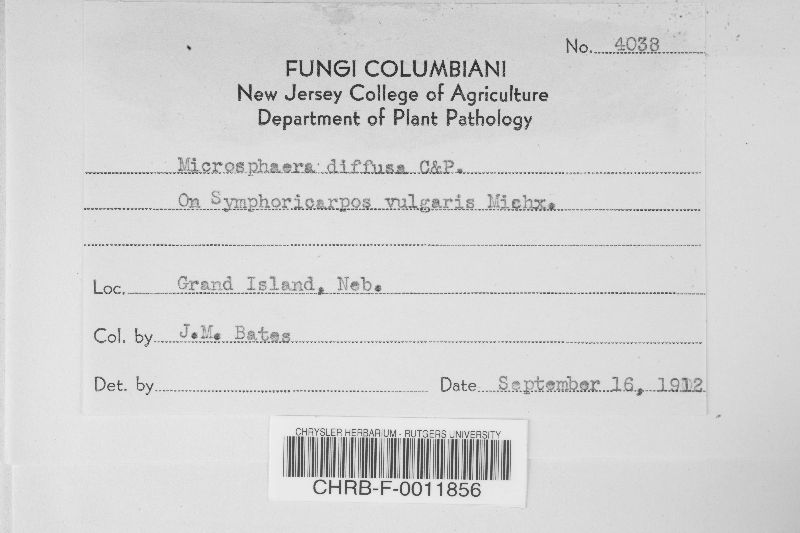 No. 4038
FUNGI COLUMBIANI
New Jersey College of Agriculture
Department of Plant Pathology
Microsphaera diffusa C&P.
On Symphoricarpos vulgaris Michx.
Loc. Grand Island, Neb.
Col. by J.M. Bates
Det. by
Date September 16, 1912
CHRYSLER HERBARIUM - RUTGERS UNIVERSITY
CHRB-F-0011856